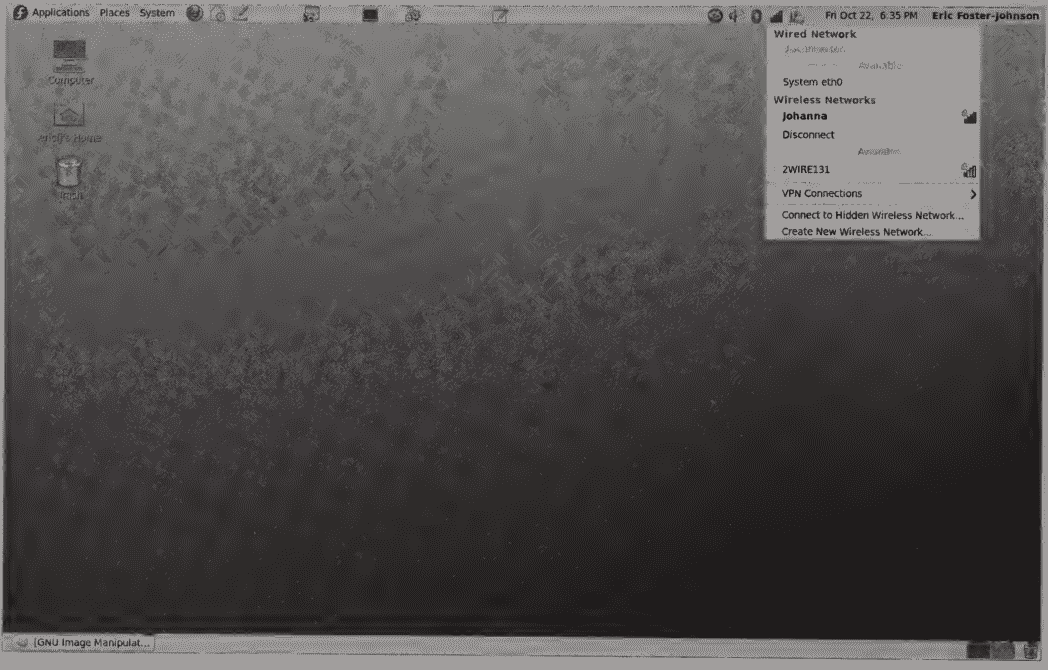 Applications Places System
Fri Oct 22, 6:35 PM Eric Foster-Johnson
Computer
Home
Wired Network
Available
System eth0
Wireless Networks
Johanna
Disconnect
Available
2WIRE131
VPN Connections
Connect to Hidden Wireless Network...
Create New Wireless Network...
[GNU Image Manipulat...